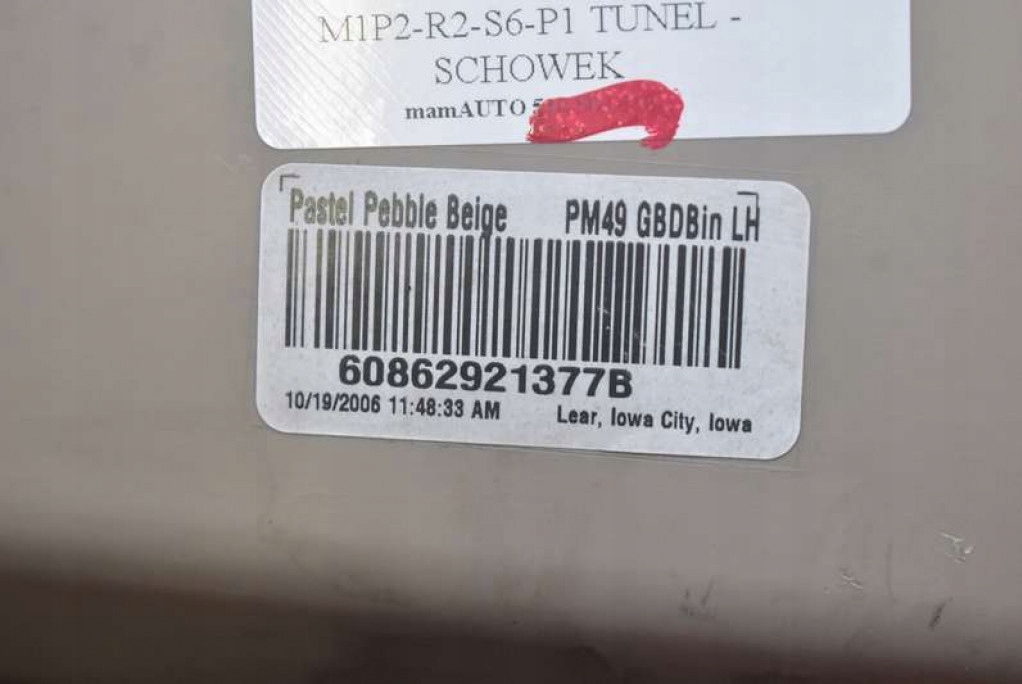 M1P2-R2-S6-P1 TUNEL -
SCHOWEK
mamAUTO
Pastel Pebble Beige PM49 GBDBin LH
60862921377B
10/19/2006 11:48:33 AM Lear, Iowa City, Iowa